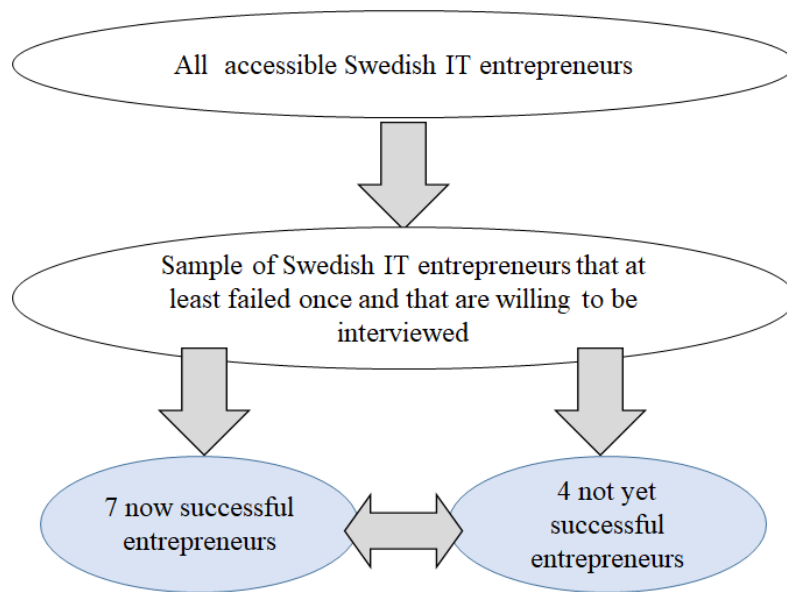 All accessible Swedish IT entrepreneurs
Sample of Swedish IT entrepreneurs that at
least failed once and that are willing to be
interviewed
7 now successful
entrepreneurs
4 not yet
successful
entrepreneurs